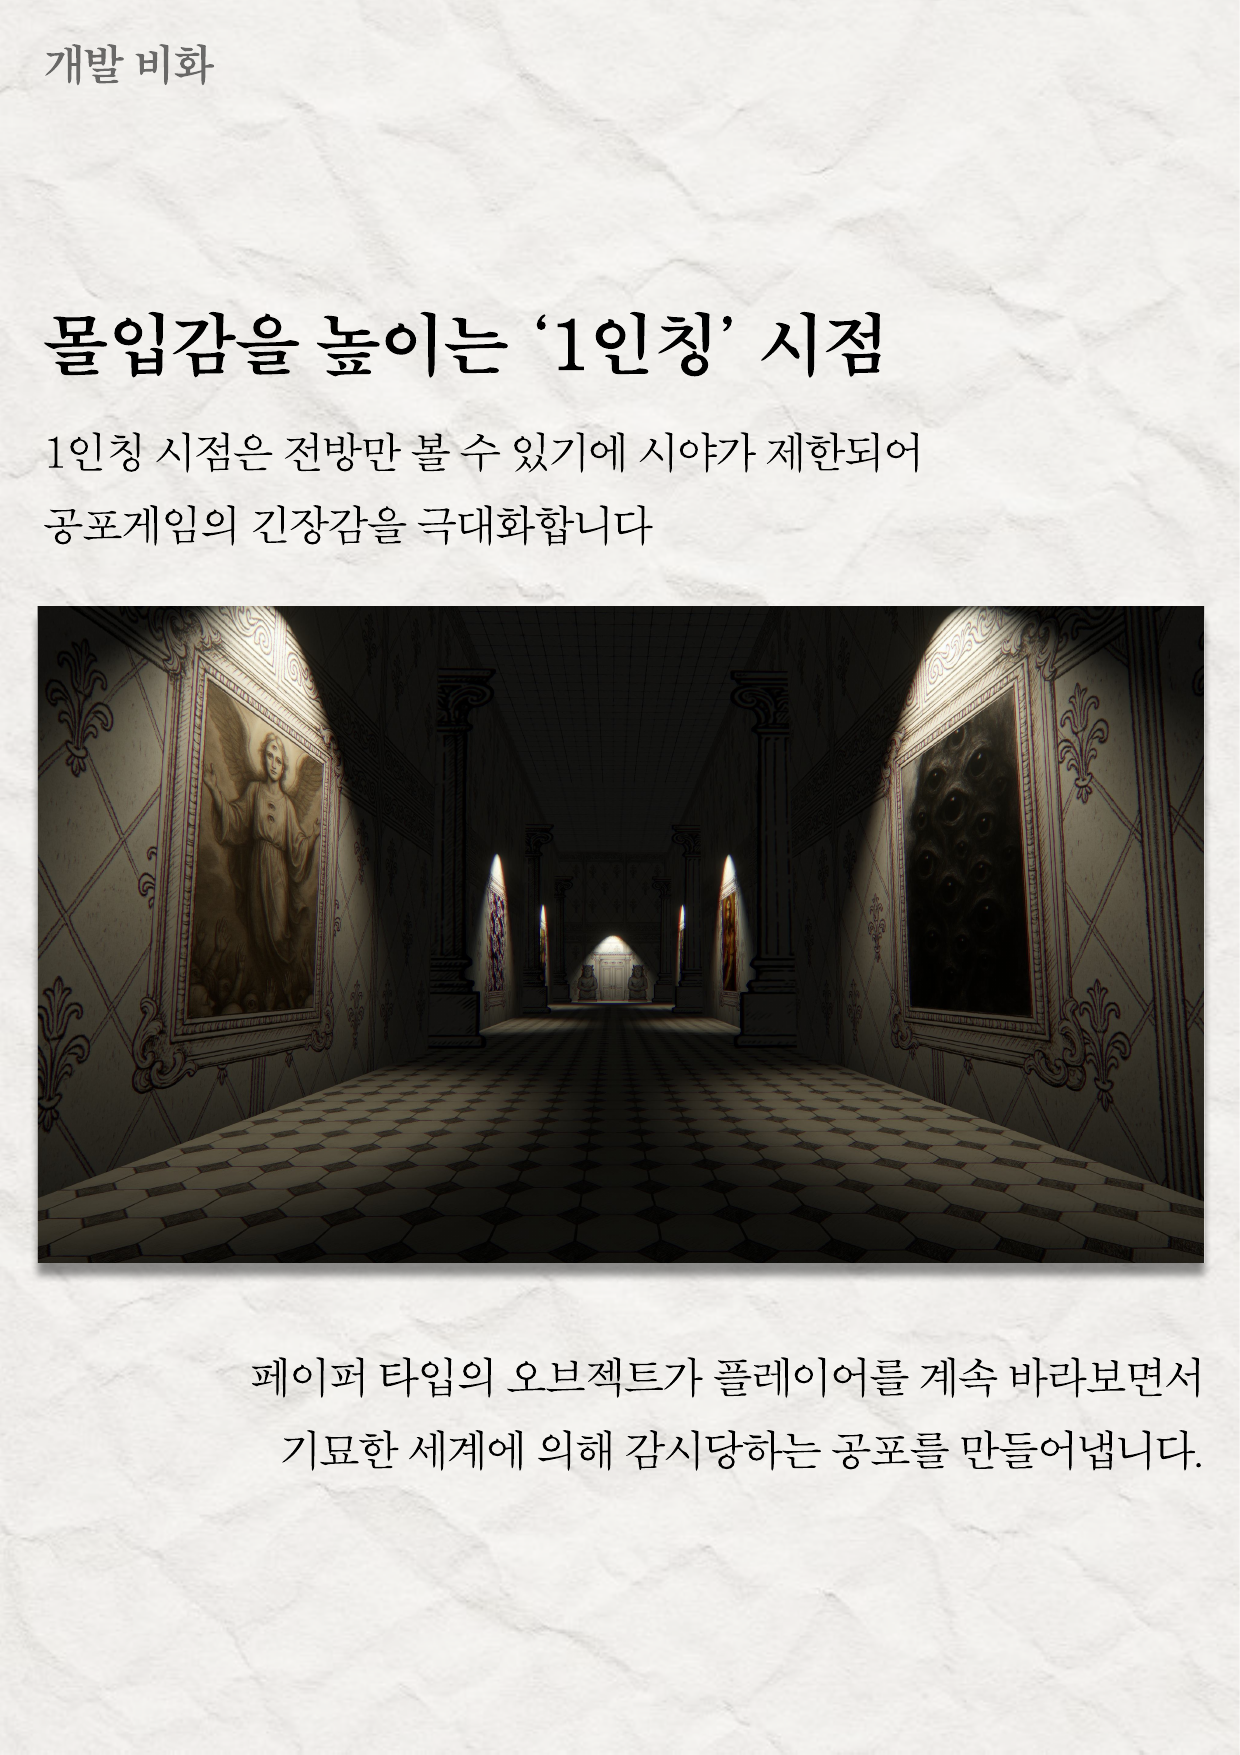 개발 비화
몰입감을 높이는 ‘1인칭’ 시점
1인칭 시점은 전방만 볼 수 있기에 시야가 제한되어
공포게임의 긴장감을 극대화합니다
페이퍼 타입의 오브젝트가 플레이어를 계속 바라보면서
기묘한 세계에 의해 감시당하는 공포를 만들어냅니다.